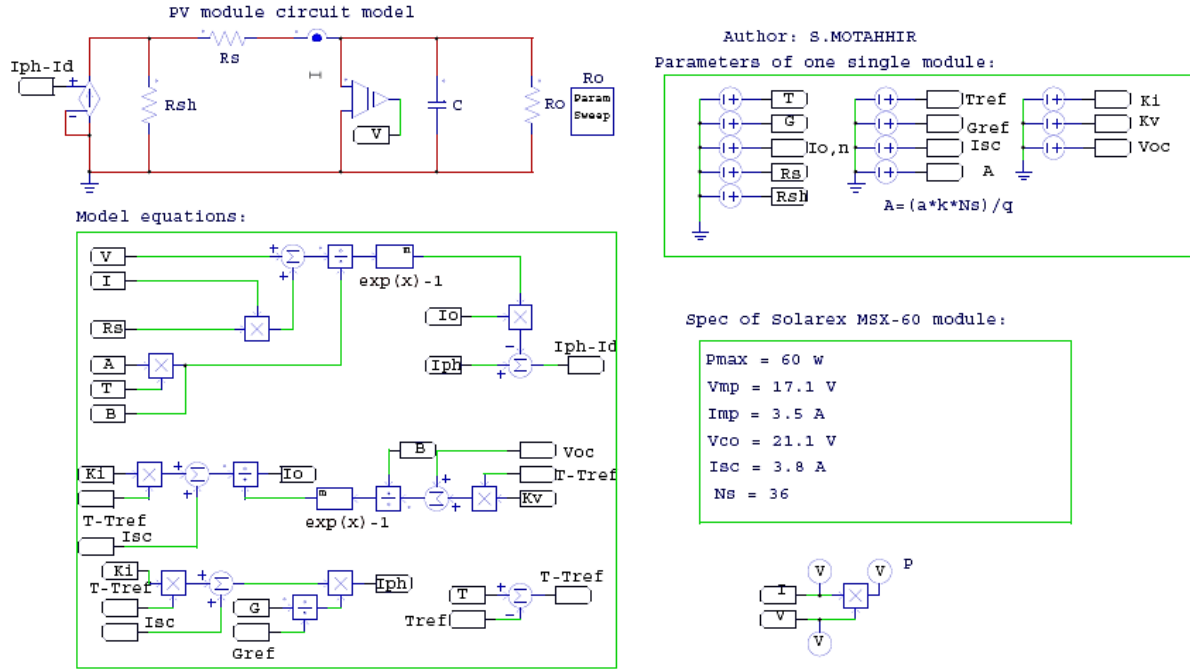 PV module circuit model
Iph-Id
Rs
Rsh
V
C
Ro
Ro
Param
Sweep
Author: S.MOTAHHIR
Parameters of one single module:
T
G
Io,n
Rs
Rsh
Tref
Gref
Isc
A
Ki
Kv
Voc
A=(a*k*Ns)/q
Model equations:
V
I
Rs
A
T
B
exp(x)-1
m
Io
Iph
Iph-Id
Ki
T-Tref
Isc
Io
m
exp(x)-1
B
Voc
T-Tref
Kv
Ki
T-Tref
Isc
G
Gref
Iph
T
Tref
T-Tref
Spec of Solarex MSX-60 module:
Pmax = 60 w
Vmp = 17.1 V
Imp = 3.5 A
Vco = 21.1 V
Isc = 3.8 A
Ns = 36
I
V
V
V
V
P